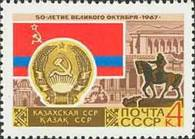 50-ЛЕТИЕ ВЕЛИКОГО ОКТЯБРЯ • 1967 •
КАЗАХСКАЯ ССР
ҚАЗАҚ ССР
ПОЧТА
СССР
4